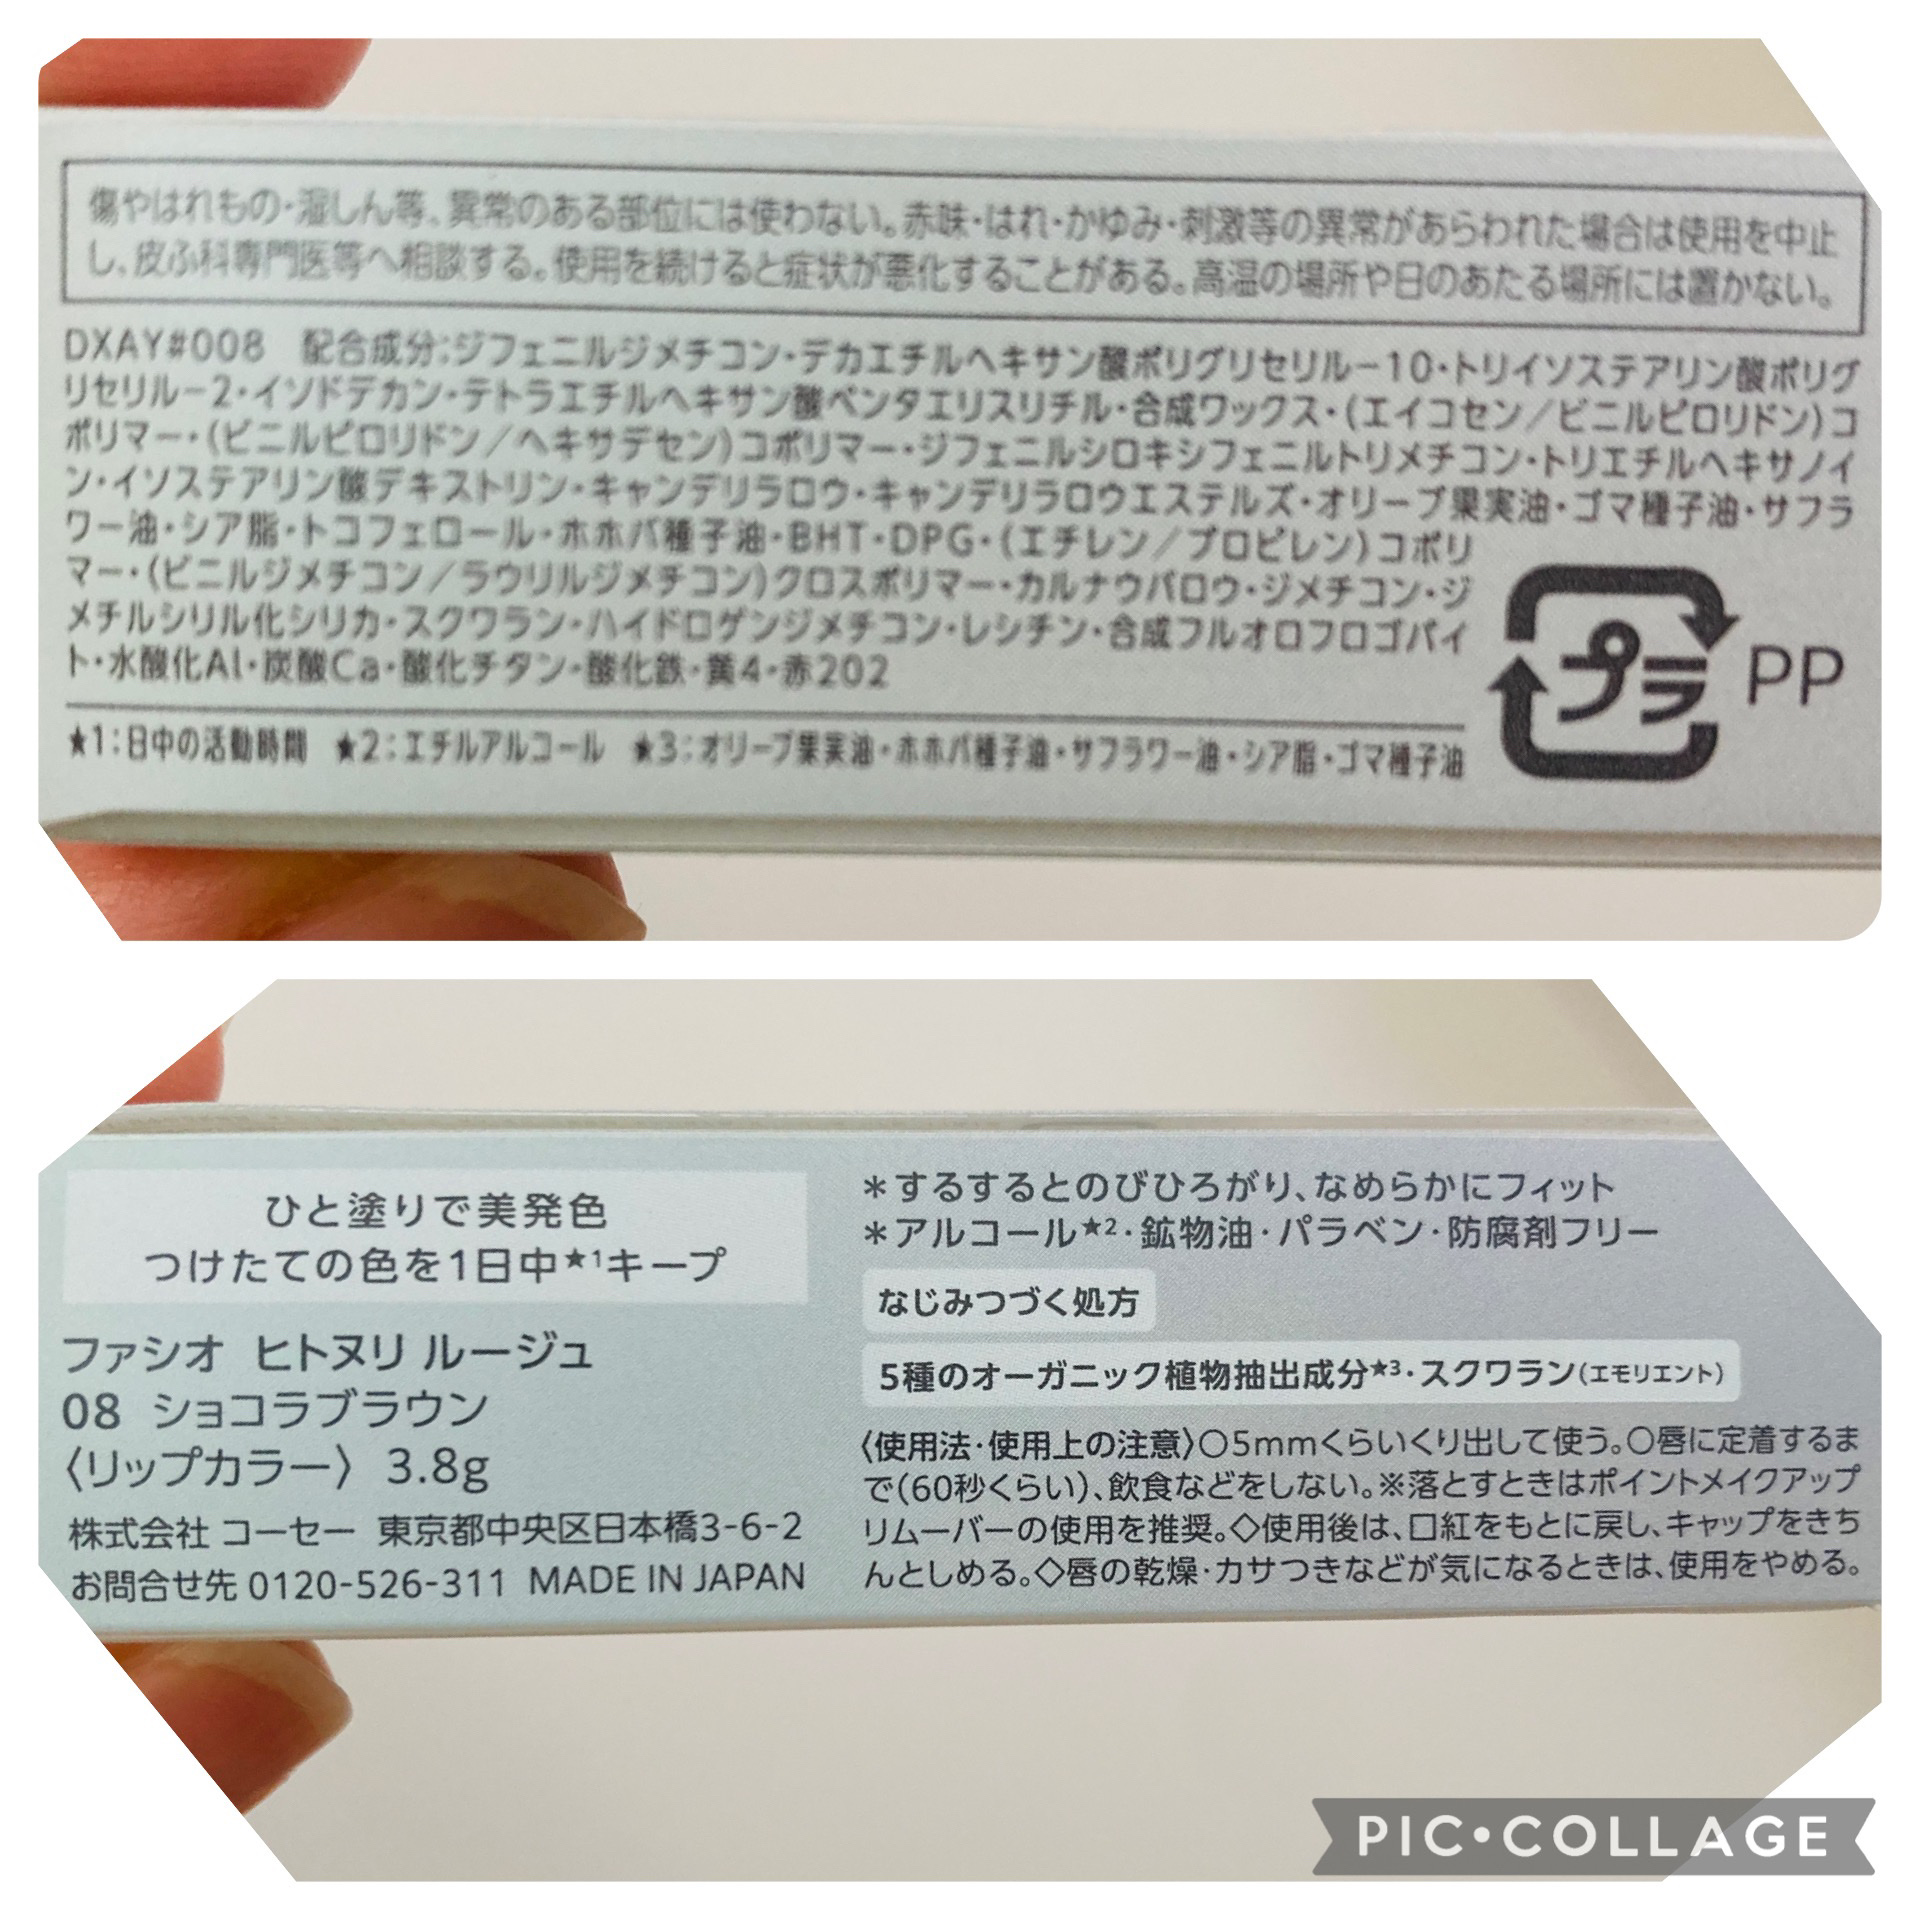 傷やはれもの・湿しん等、異常のある部位には使わない。赤味・はれ・かゆみ・刺激等の異常があらわれた場合は使用を中止
し、皮ふ科専門医等へ相談する。使用を続けると症状が悪化することがある。高温の場所や日のあたる場所には置かない。
DXAY#008 配合成分:ジフェニルジメチコン・デカエチルヘキサン酸ポリグリセリル-10・トリイソステアリン酸ポリグ
リセリル-2・イソドデカン・テトラエチルヘキサン酸ペンタエリスリチル・合成ワックス・(エイコセン/ビニルピロリドン)コ
ポリマー・(ビニルピロリドン/ヘキサデセン)コポリマー・ジフェニルシロキシフェニルトリメチコン・トリエチルヘキサノイ
ン・イソステアリン酸デキストリン・キャンデリラロウ・キャンデリラロウエステルズ・オリーブ果実油・ゴマ種子油・サフラ
ワー油・シア脂・トコフェロール・ホホバ種子油・BHT・DPG・(エチレン/プロピレン)コポリ
マー・(ビニルジメチコン/ラウリルジメチコン)クロスポリマー・カルナウバロウ・ジメチコン・ジ
メチルシリル化シリカ・スクワラン・ハイドロゲンジメチコン・レシチン・合成フルオロフロゴパイ
ト・水酸化Al・炭酸Ca・酸化チタン・酸化鉄・黄4・赤202
プラ PP
★1:日中の活動時間 ★2:エチルアルコール ★3:オリーブ果実油・ホホバ種子油・サフラワー油・シア脂・ゴマ種子油
ひと塗りで美発色
つけたての色を1日中★1キープ
ファシオ ヒトヌリ ルージュ
08 ショコラブラウン
〈リップカラー〉 3.8g
株式会社 コーセー 東京都中央区日本橋3-6-2
お問合せ先 0120-526-311 MADE IN JAPAN
＊するするとのびひろがり、なめらかにフィット
＊アルコール★2・鉱物油・パラベン・防腐剤フリー
なじみつづく処方
5種のオーガニック植物抽出成分★3・スクワラン(エモリエント)
〈使用法・使用上の注意〉○5mmくらいくり出して使う。○唇に定着するま
で(60秒くらい)、飲食などをしない。※落とすときはポイントメイクアップ
リムーバーの使用を推奨。◇使用後は、口紅をもとに戻し、キャップをきち
んとしめる。◇唇の乾燥・カサつきなどが気になるときは、使用をやめる。
PIC•COLLAGE